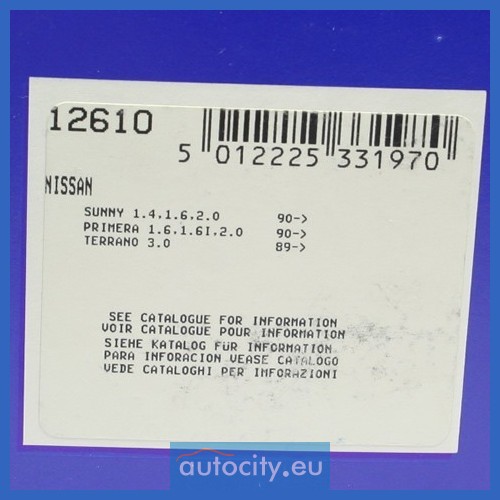 12610
5 012225 331970
NISSAN
SUNNY 1.4,1.6,2.0 90->
PRIMERA 1.6,1.6I,2.0 90->
TERRANO 3.0 89->
SEE CATALOGUE FOR INFORMATION
VOIR CATALOGUE POUR INFORMATION
SIEHE KATALOG FUR INFORMATION
PARA INFORACION VEASE CATALOGO
VEDE CATALOGHI PER IMFORAZIONI
autocity.eu